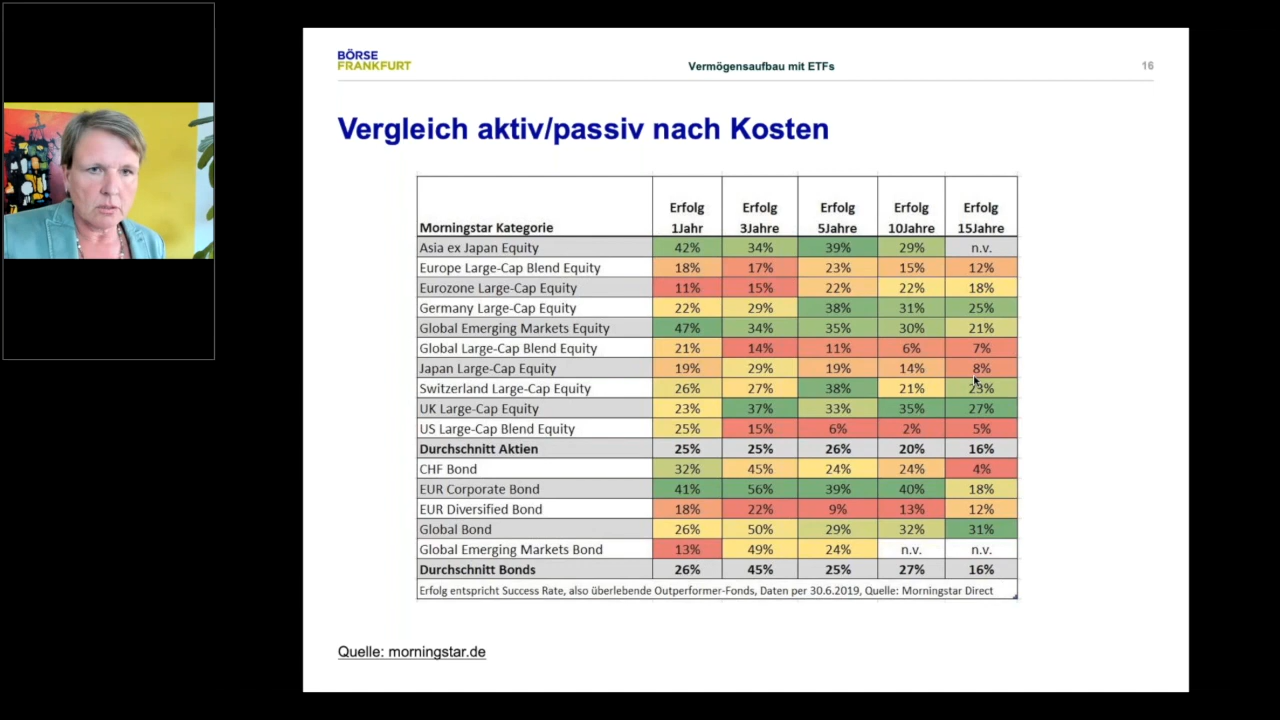 BÖRSE
FRANKFURT
Vermögensaufbau mit ETFs
16
Vergleich aktiv/passiv nach Kosten
Morningstar Kategorie Erfolg 1Jahr Erfolg 3Jahre Erfolg 5Jahre Erfolg 10Jahre Erfolg 15Jahre
Asia ex Japan Equity 42% 34% 39% 29% n.v.
Europe Large-Cap Blend Equity 18% 17% 23% 15% 12%
Eurozone Large-Cap Equity 11% 15% 22% 22% 18%
Germany Large-Cap Equity 22% 29% 38% 31% 25%
Global Emerging Markets Equity 47% 34% 35% 30% 21%
Global Large-Cap Blend Equity 21% 14% 11% 6% 7%
Japan Large-Cap Equity 19% 29% 19% 14% 8%
Switzerland Large-Cap Equity 26% 27% 38% 21% 23%
UK Large-Cap Equity 23% 37% 33% 35% 27%
US Large-Cap Blend Equity 25% 15% 6% 2% 5%
Durchschnitt Aktien 25% 25% 26% 20% 16%
CHF Bond 32% 45% 24% 24% 4%
EUR Corporate Bond 41% 56% 39% 40% 18%
EUR Diversified Bond 18% 22% 9% 13% 12%
Global Bond 26% 50% 29% 32% 31%
Global Emerging Markets Bond 13% 49% 24% n.v. n.v.
Durchschnitt Bonds 26% 45% 25% 27% 16%
Erfolg entspricht Success Rate, also überlebende Outperformer-Fonds, Daten per 30.6.2019, Quelle: Morningstar Direct
Quelle: morningstar.de